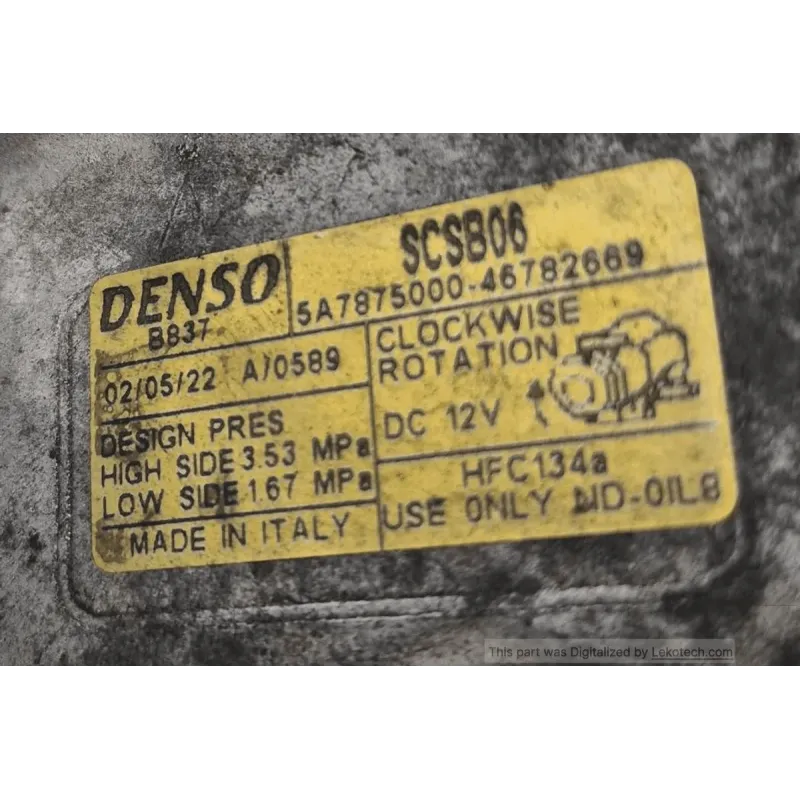 DENSO
B837
SCSB06
5A7875000-46782669
02/05/22 A/0589
CLOCKWISE
ROTATION
DC 12V
DESIGN PRES
HIGH SIDE 3.53 MPa
LOW SIDE 1.67 MPa
MADE IN ITALY
HFC134a
USE ONLY ND-OIL8
This part was Digitalized by Lekotech.com